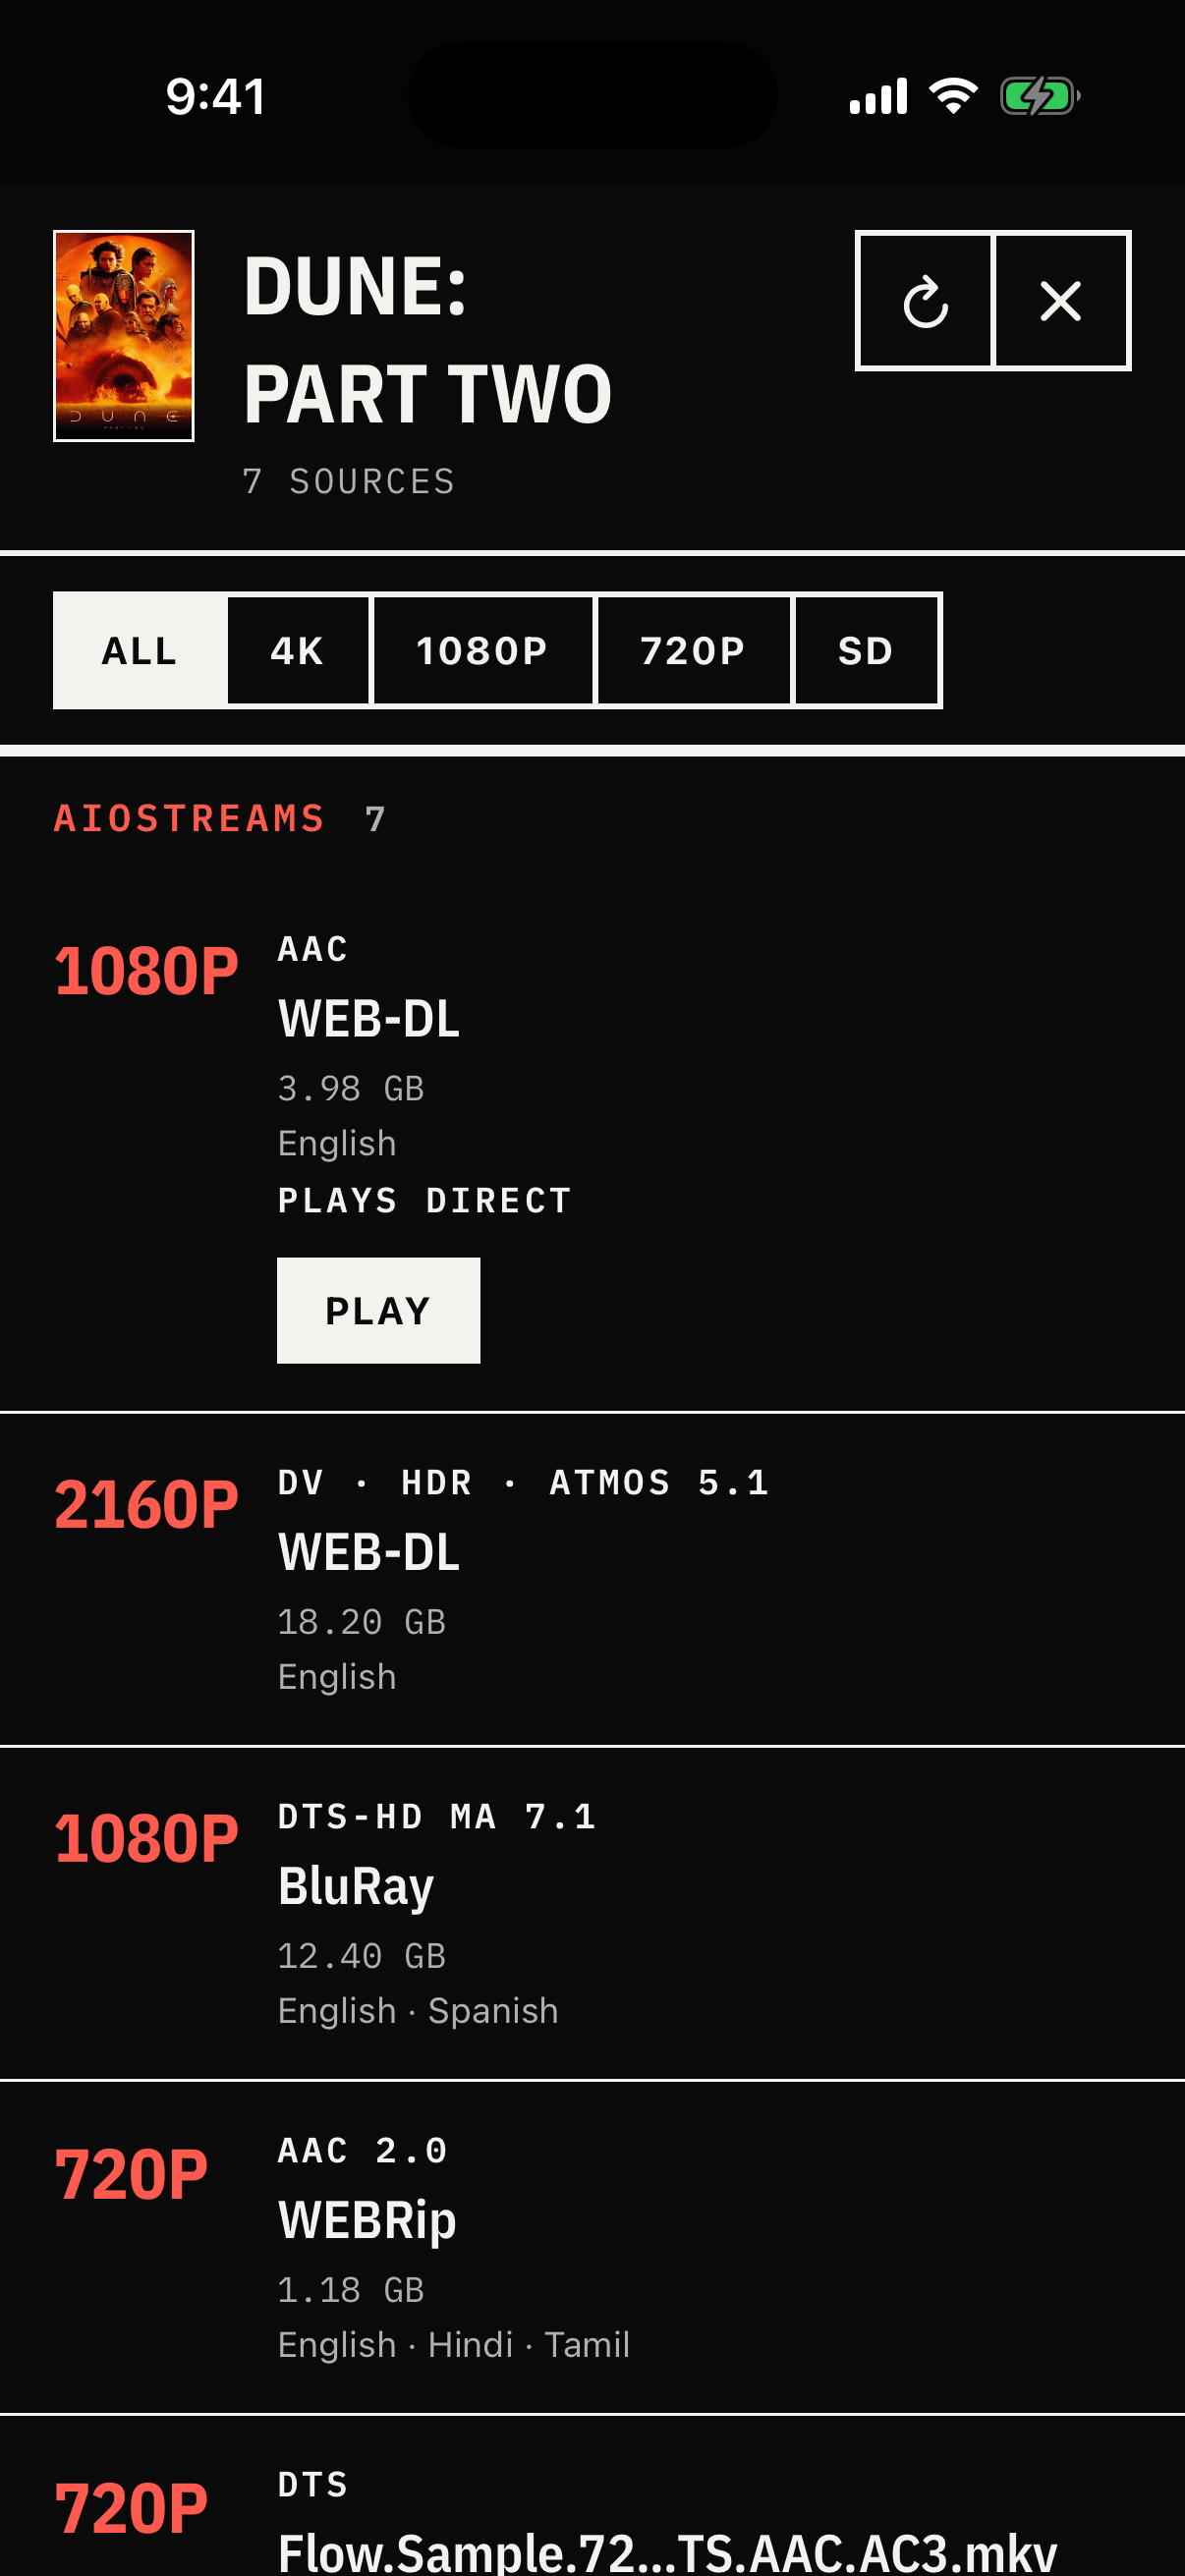 9:41
DUNE
PART TWO
DUNE:
PART TWO
7 SOURCES
ALL 4K 1080P 720P SD
AIOSTREAMS 7
1080P AAC
WEB-DL
3.98 GB
English
PLAYS DIRECT
PLAY
2160P DV · HDR · ATMOS 5.1
WEB-DL
18.20 GB
English
1080P DTS-HD MA 7.1
BluRay
12.40 GB
English · Spanish
720P AAC 2.0
WEBRip
1.18 GB
English · Hindi · Tamil
720P DTS
Flow.Sample.72...TS.AAC.AC3.mkv